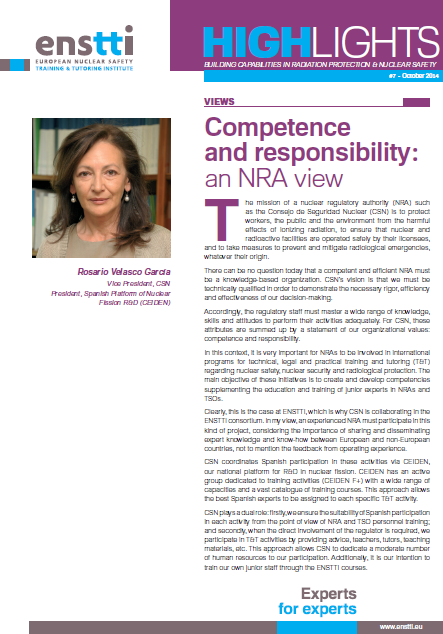 enstti
EUROPEAN NUCLEAR SAFETY
TRAINING & TUTORING INSTITUTE
HIGHLIGHTS
BUILDING CAPABILITIES IN RADIATION PROTECTION & NUCLEAR SAFETY
#7 - October 2014
VIEWS
Competence
and responsibility:
an NRA view
Rosario Velasco García
Vice President, CSN
President, Spanish Platform of Nuclear
Fission R&D (CEIDEN)
The mission of a nuclear regulatory authority (NRA) such
as the Consejo de Seguridad Nuclear (CSN) is to protect
workers, the public and the environment from the harmful
effects of ionizing radiation, to ensure that nuclear and
radioactive facilities are operated safely by their licensees,
and to take measures to prevent and mitigate radiological emergencies,
whatever their origin.
There can be no question today that a competent and efficient NRA must
be a knowledge-based organization. CSN's vision is that we must be
technically qualified in order to demonstrate the necessary rigor, efficiency
and effectiveness of our decision-making.
Accordingly, the regulatory staff must master a wide range of knowledge,
skills and attitudes to perform their activities adequately. For CSN, these
attributes are summed up by a statement of our organizational values:
competence and responsibility.
In this context, it is very important for NRAs to be involved in international
programs for technical, legal and practical training and tutoring (T&T)
regarding nuclear safety, nuclear security and radiological protection. The
main objective of these initiatives is to create and develop competencies
supplementing the education and training of junior experts in NRAs and
TSOs.
Clearly, this is the case at ENSTTI, which is why CSN is collaborating in the
ENSTTI consortium. In my view, an experienced NRA must participate in this
kind of project, considering the importance of sharing and disseminating
expert knowledge and know-how between European and non-European
countries, not to mention the feedback from operating experience.
CSN coordinates Spanish participation in these activities via CEIDEN,
our national platform for R&D in nuclear fission. CEIDEN has an active
group dedicated to training activities (CEIDEN F+) with a wide range of
capacities and a vast catalogue of training courses. This approach allows
the best Spanish experts to be assigned to each specific T&T activity.
CSN plays a dual role: firstly, we ensure the suitability of Spanish participation
in each activity from the point of view of NRA and TSO personnel training;
and secondly, when the direct involvement of the regulator is required, we
participate in T&T activities by providing advice, teachers, tutors, teaching
materials, etc. This approach allows CSN to dedicate a moderate number
of human resources to our participation. Additionally, it is our intention to
train our own junior staff through the ENSTTI courses.
Experts
for experts
www.enstti.eu